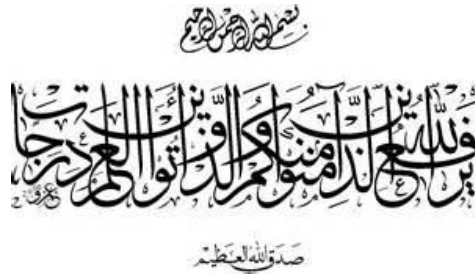 بسم الله الرحمن الرحيم
يرفع الله الذين آمنوا منكم والذين أوتوا العلم درجات
صدق الله العظيم